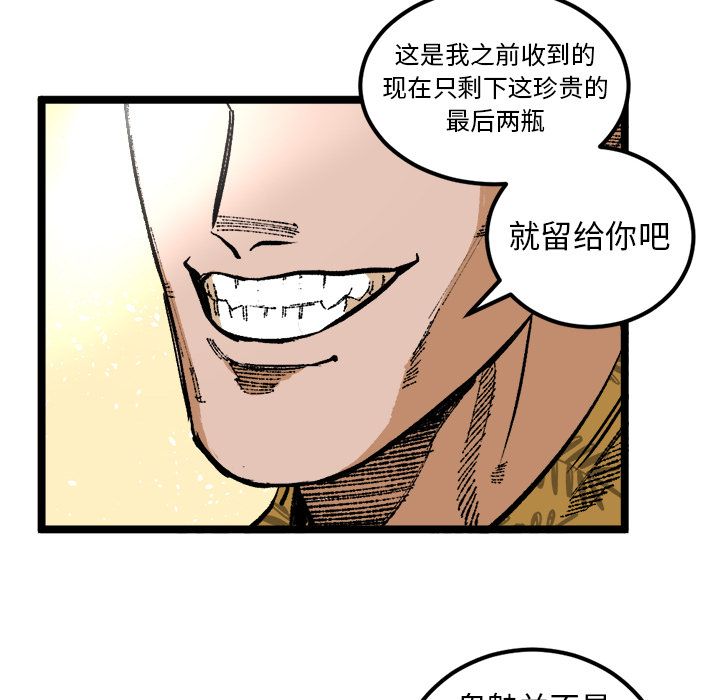 这是我之前收到的
现在只剩下这珍贵的
最后两瓶
就留给你吧